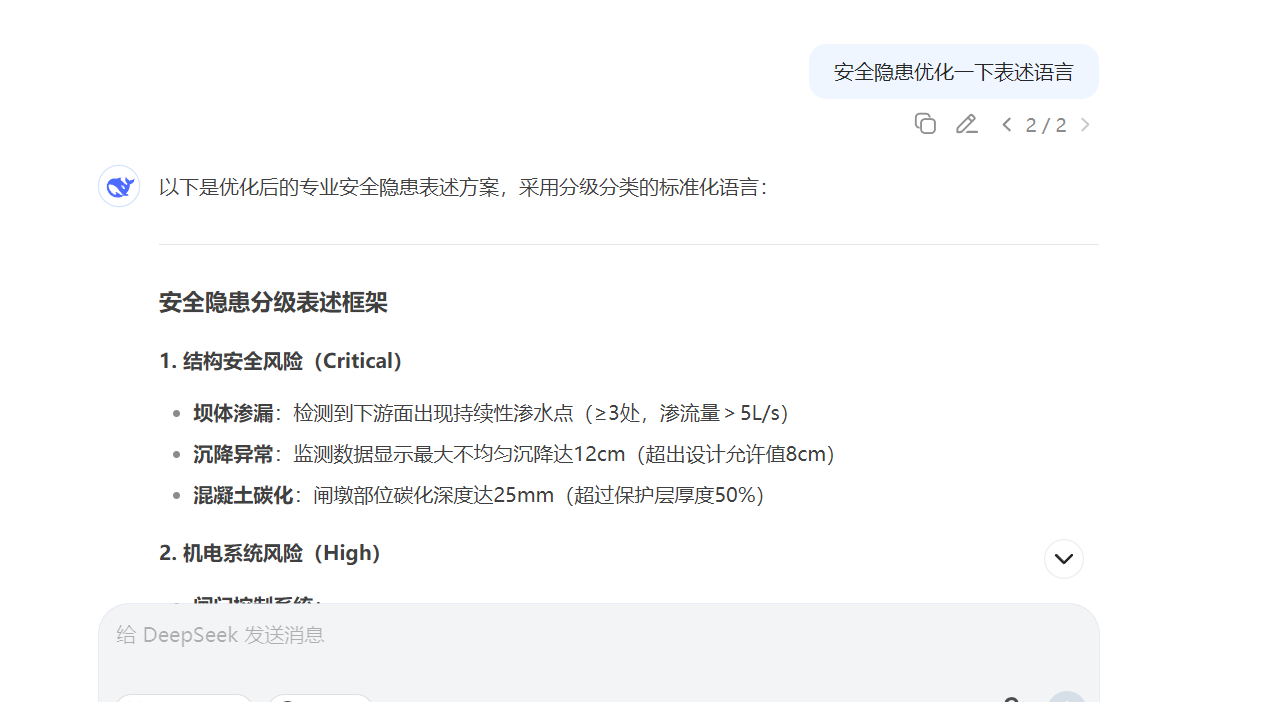 安全隐患优化一下表述语言
2 / 2
以下是优化后的专业安全隐患表述方案，采用分级分类的标准化语言：
安全隐患分级表述框架
1. 结构安全风险（Critical）
坝体渗漏：检测到下游面出现持续性渗水点（≥3处，渗流量＞5L/s）
沉降异常：监测数据显示最大不均匀沉降达12cm（超出设计允许值8cm）
混凝土碳化：闸墩部位碳化深度达25mm（超过保护层厚度50%）
2. 机电系统风险（High）
闸门控制系统：
给 DeepSeek 发送消息